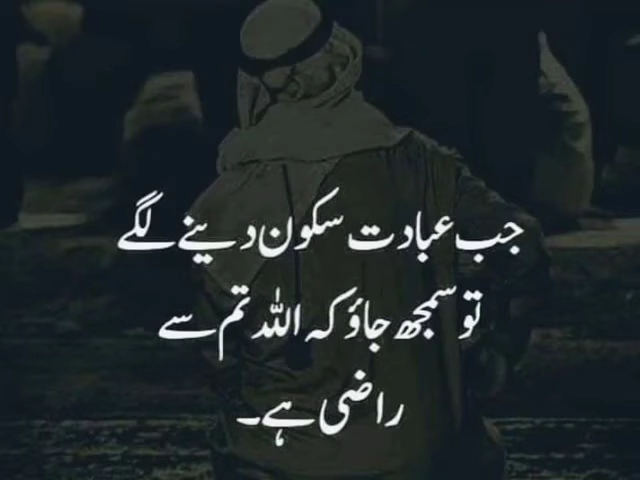 جب عبادت سکون دینے لگے
تو سمجھ جاؤ کہ اللہ تم سے
راضی ہے۔